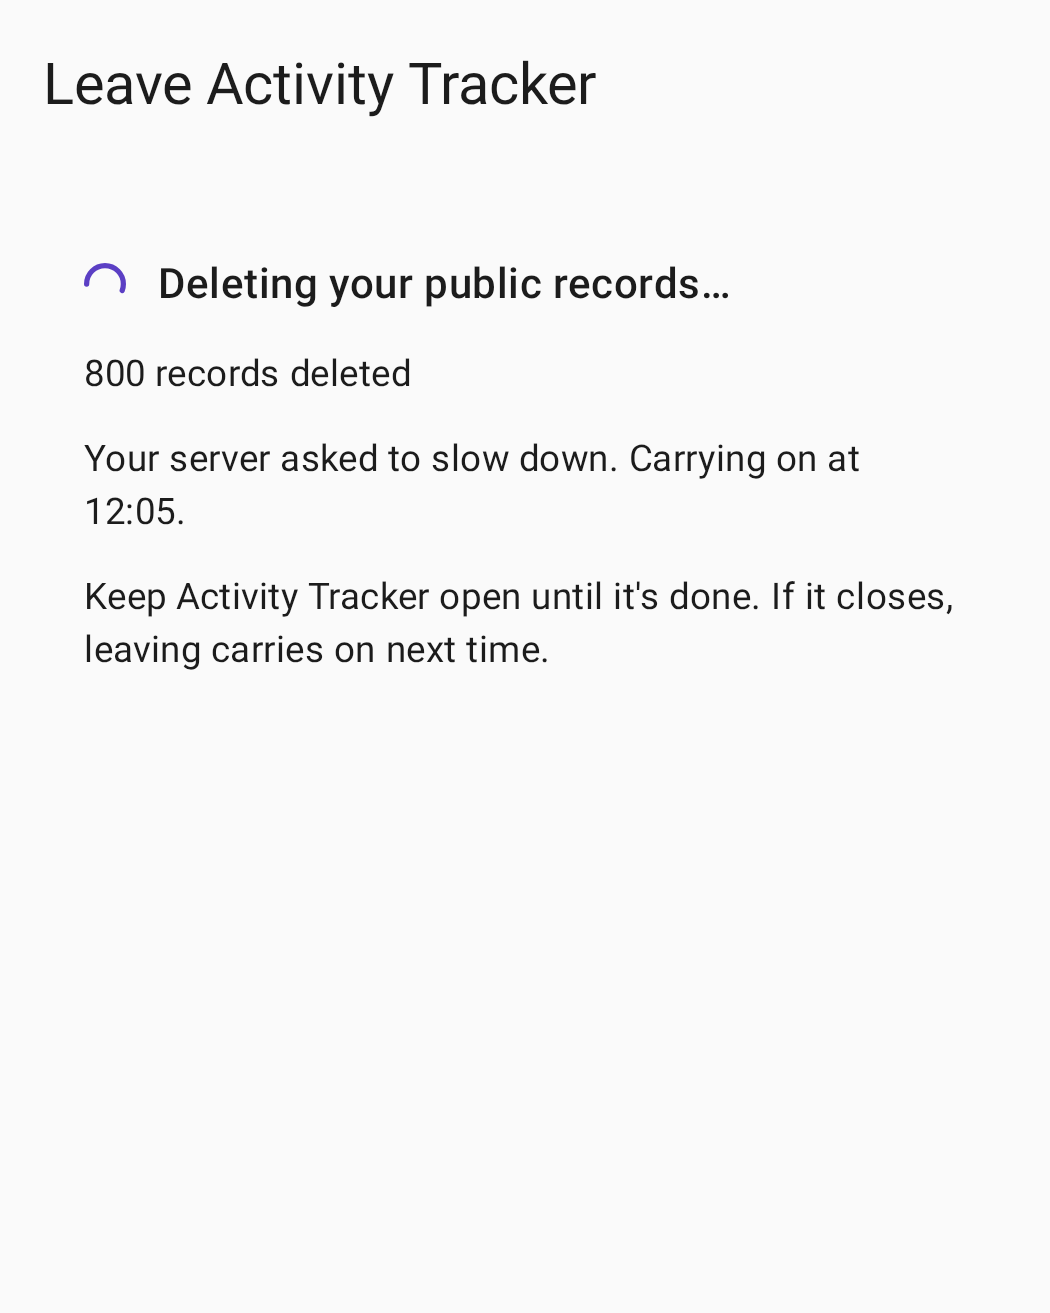 Leave Activity Tracker
Deleting your public records…
800 records deleted
Your server asked to slow down. Carrying on at
12:05.
Keep Activity Tracker open until it's done. If it closes,
leaving carries on next time.